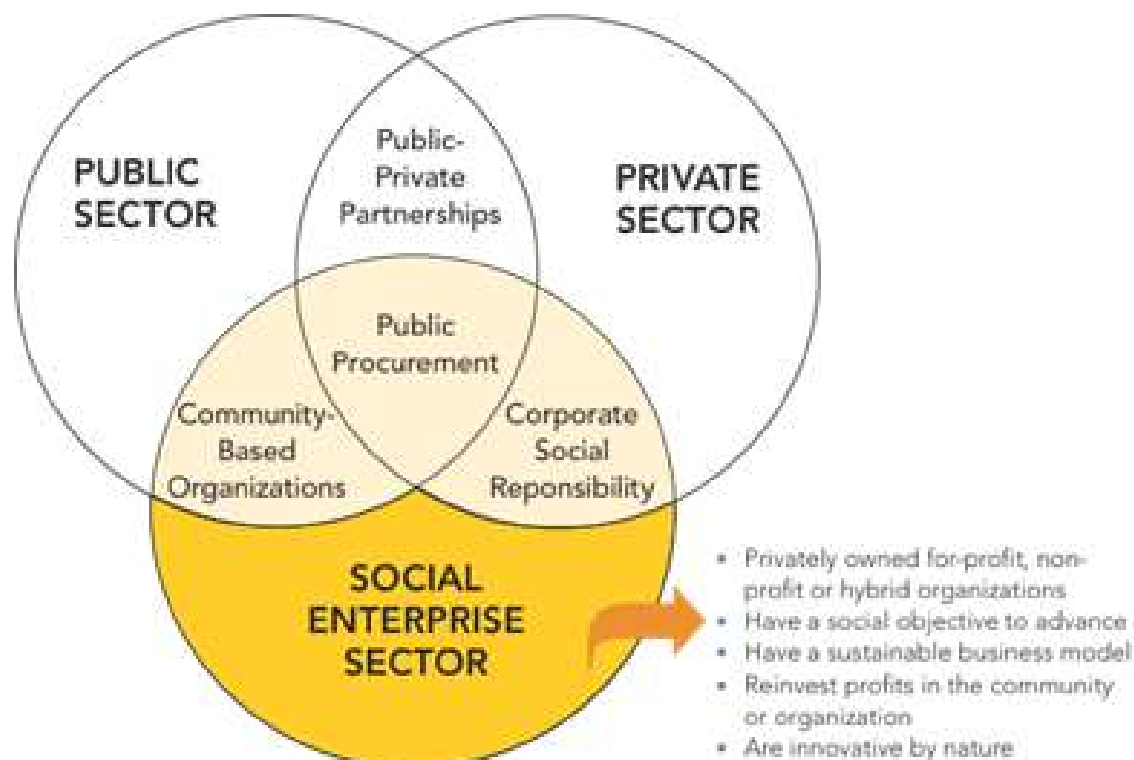 PUBLIC
SECTOR
Public-
Private
Partnerships
PRIVATE
SECTOR
Public
Procurement
Community-
Based
Organizations
Corporate
Social
Reponsibility
SOCIAL
ENTERPRISE
SECTOR
• Privately owned for-profit, non-
profit or hybrid organizations
• Have a social objective to advance
• Have a sustainable business model
• Reinvest profits in the community
or organization
• Are innovative by nature